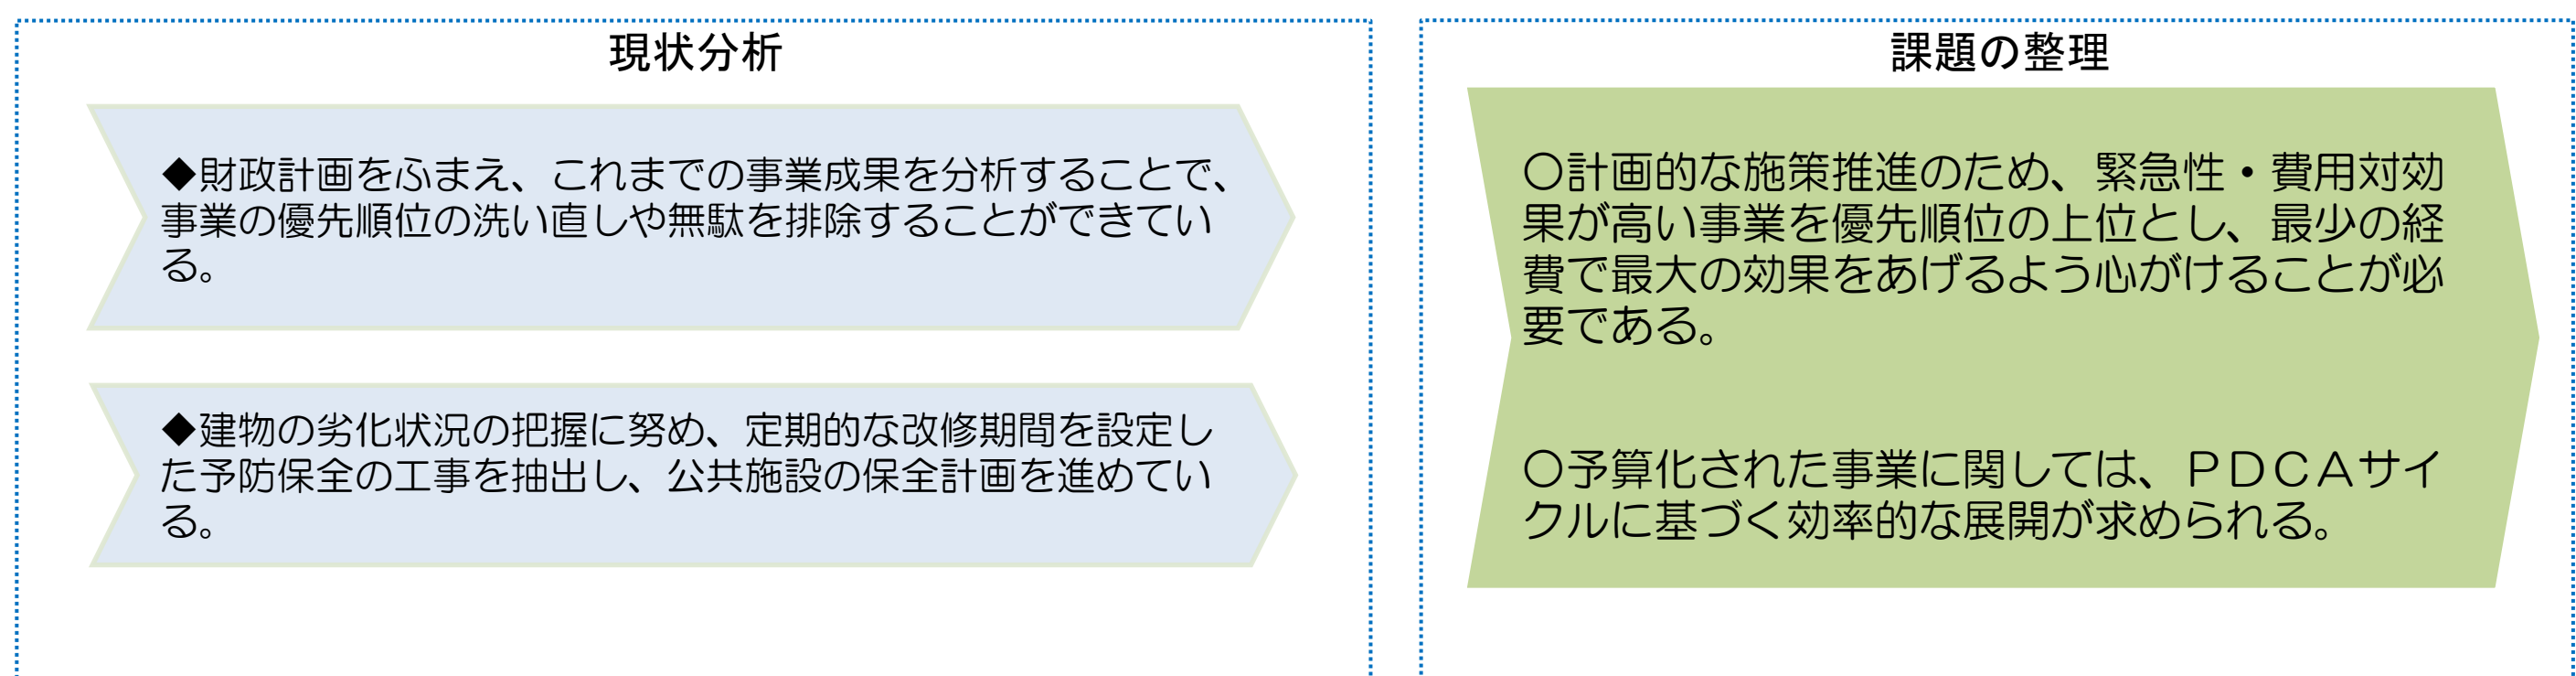 現状分析
◆財政計画をふまえ、これまでの事業成果を分析することで、
事業の優先順位の洗い直しや無駄を排除することができてい
る。
◆建物の劣化状況の把握に努め、定期的な改修期間を設定し
た予防保全の工事を抽出し、公共施設の保全計画を進めてい
る。
課題の整理
〇計画的な施策推進のため、緊急性・費用対効
果が高い事業を優先順位の上位とし、最少の経
費で最大の効果をあげるよう心がけることが必
要である。
〇予算化された事業に関しては、ＰＤＣＡサイ
クルに基づく効率的な展開が求められる。